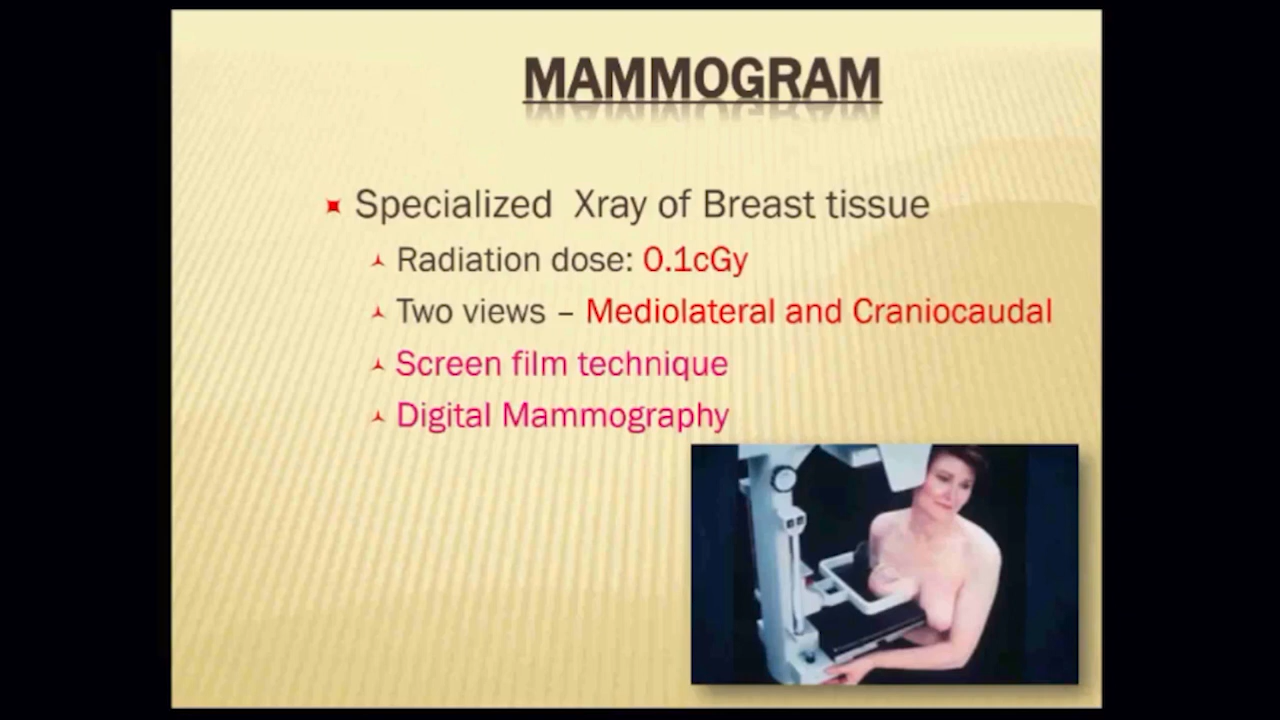 MAMMOGRAM
Specialized Xray of Breast tissue
Radiation dose: 0.1cGy
Two views – Mediolateral and Craniocaudal
Screen film technique
Digital Mammography